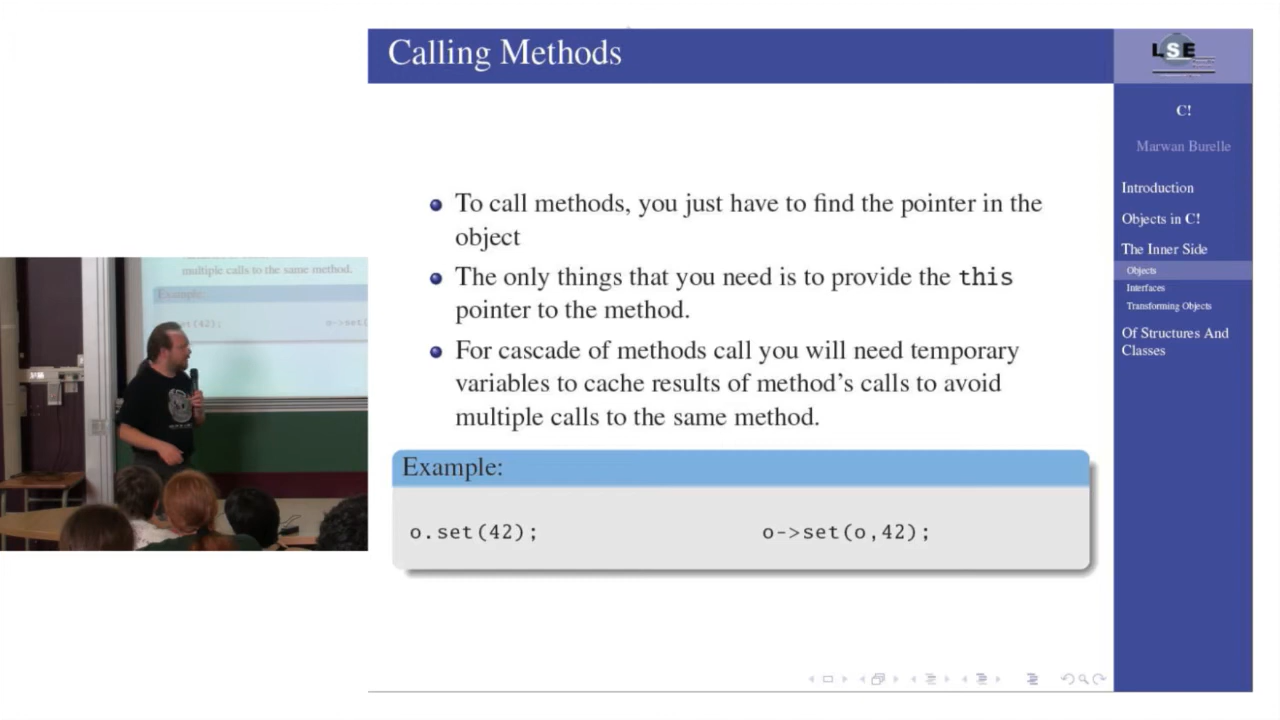 Calling Methods
LSE
C!
Marwan Burelle
Introduction
Objects in C!
The Inner Side
Objects
Interfaces
Transforming Objects
Of Structures And
Classes
To call methods, you just have to find the pointer in the
object
The only things that you need is to provide the this
pointer to the method.
For cascade of methods call you will need temporary
variables to cache results of method's calls to avoid
multiple calls to the same method.
Example:
o.set(42);
o->set(o,42);
multiple calls to the same method.
Example: